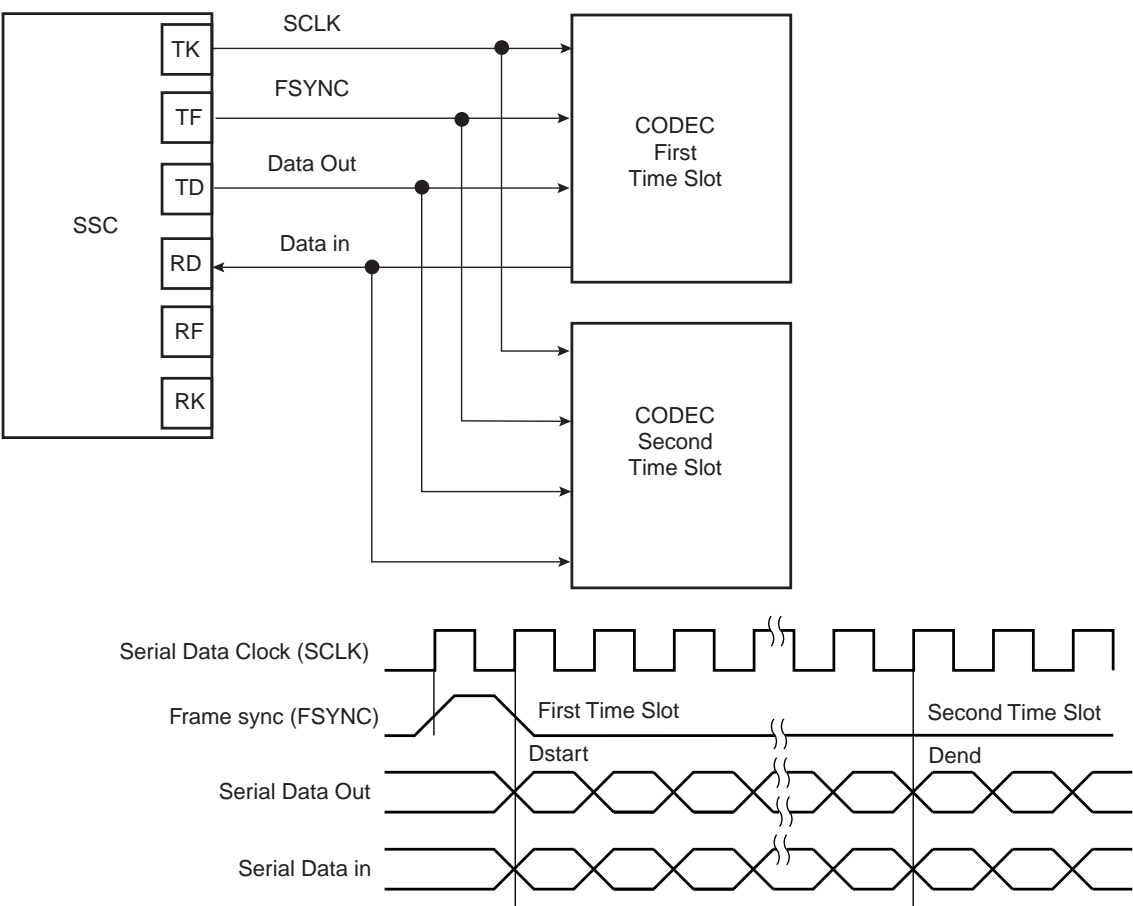 SSC
TK
TF
TD
RD
RF
RK
SCLK
FSYNC
Data Out
Data in
CODEC
First
Time Slot
CODEC
Second
Time Slot
Serial Data Clock (SCLK)
Frame sync (FSYNC)
First Time Slot
Second Time Slot
Dstart
Dend
Serial Data Out
Serial Data in